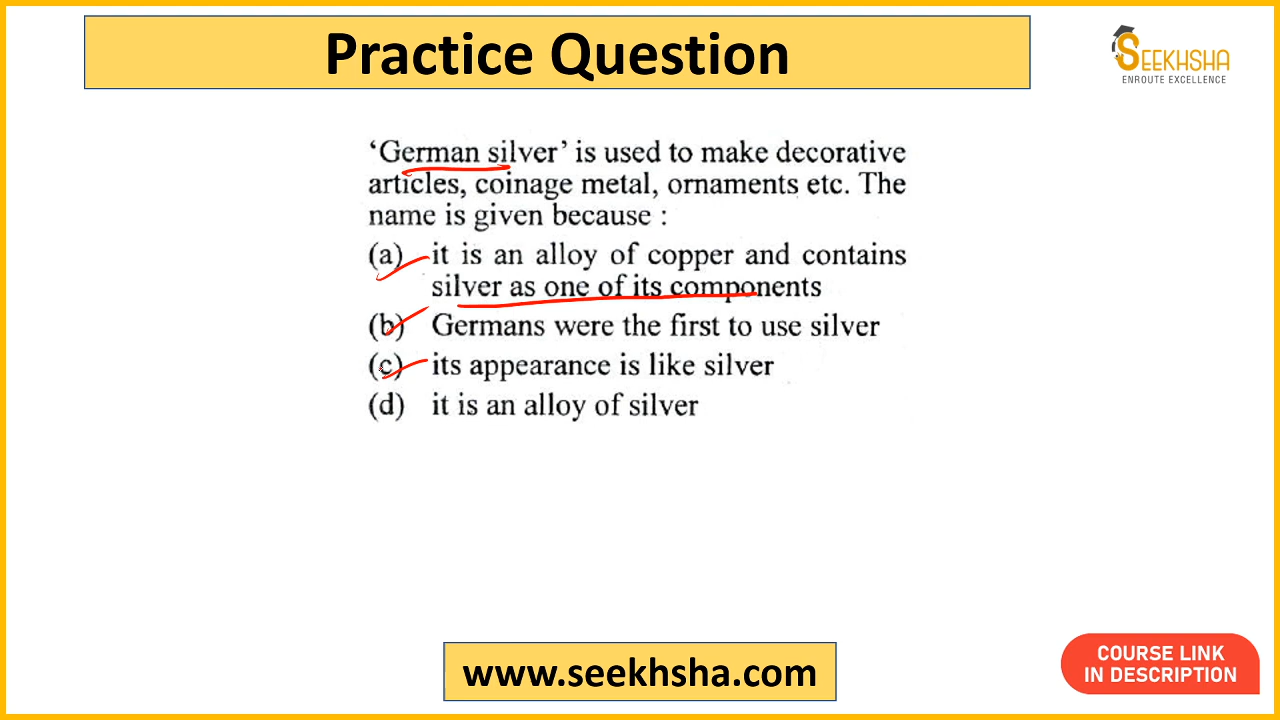 Practice Question
SEEKHSHA
ENROUTE EXCELLENCE
‘German silver’ is used to make decorative
articles, coinage metal, ornaments etc. The
name is given because :
(a) it is an alloy of copper and contains
silver as one of its components
(b) Germans were the first to use silver
(c) its appearance is like silver
(d) it is an alloy of silver
www.seekhsha.com
COURSE LINK
IN DESCRIPTION